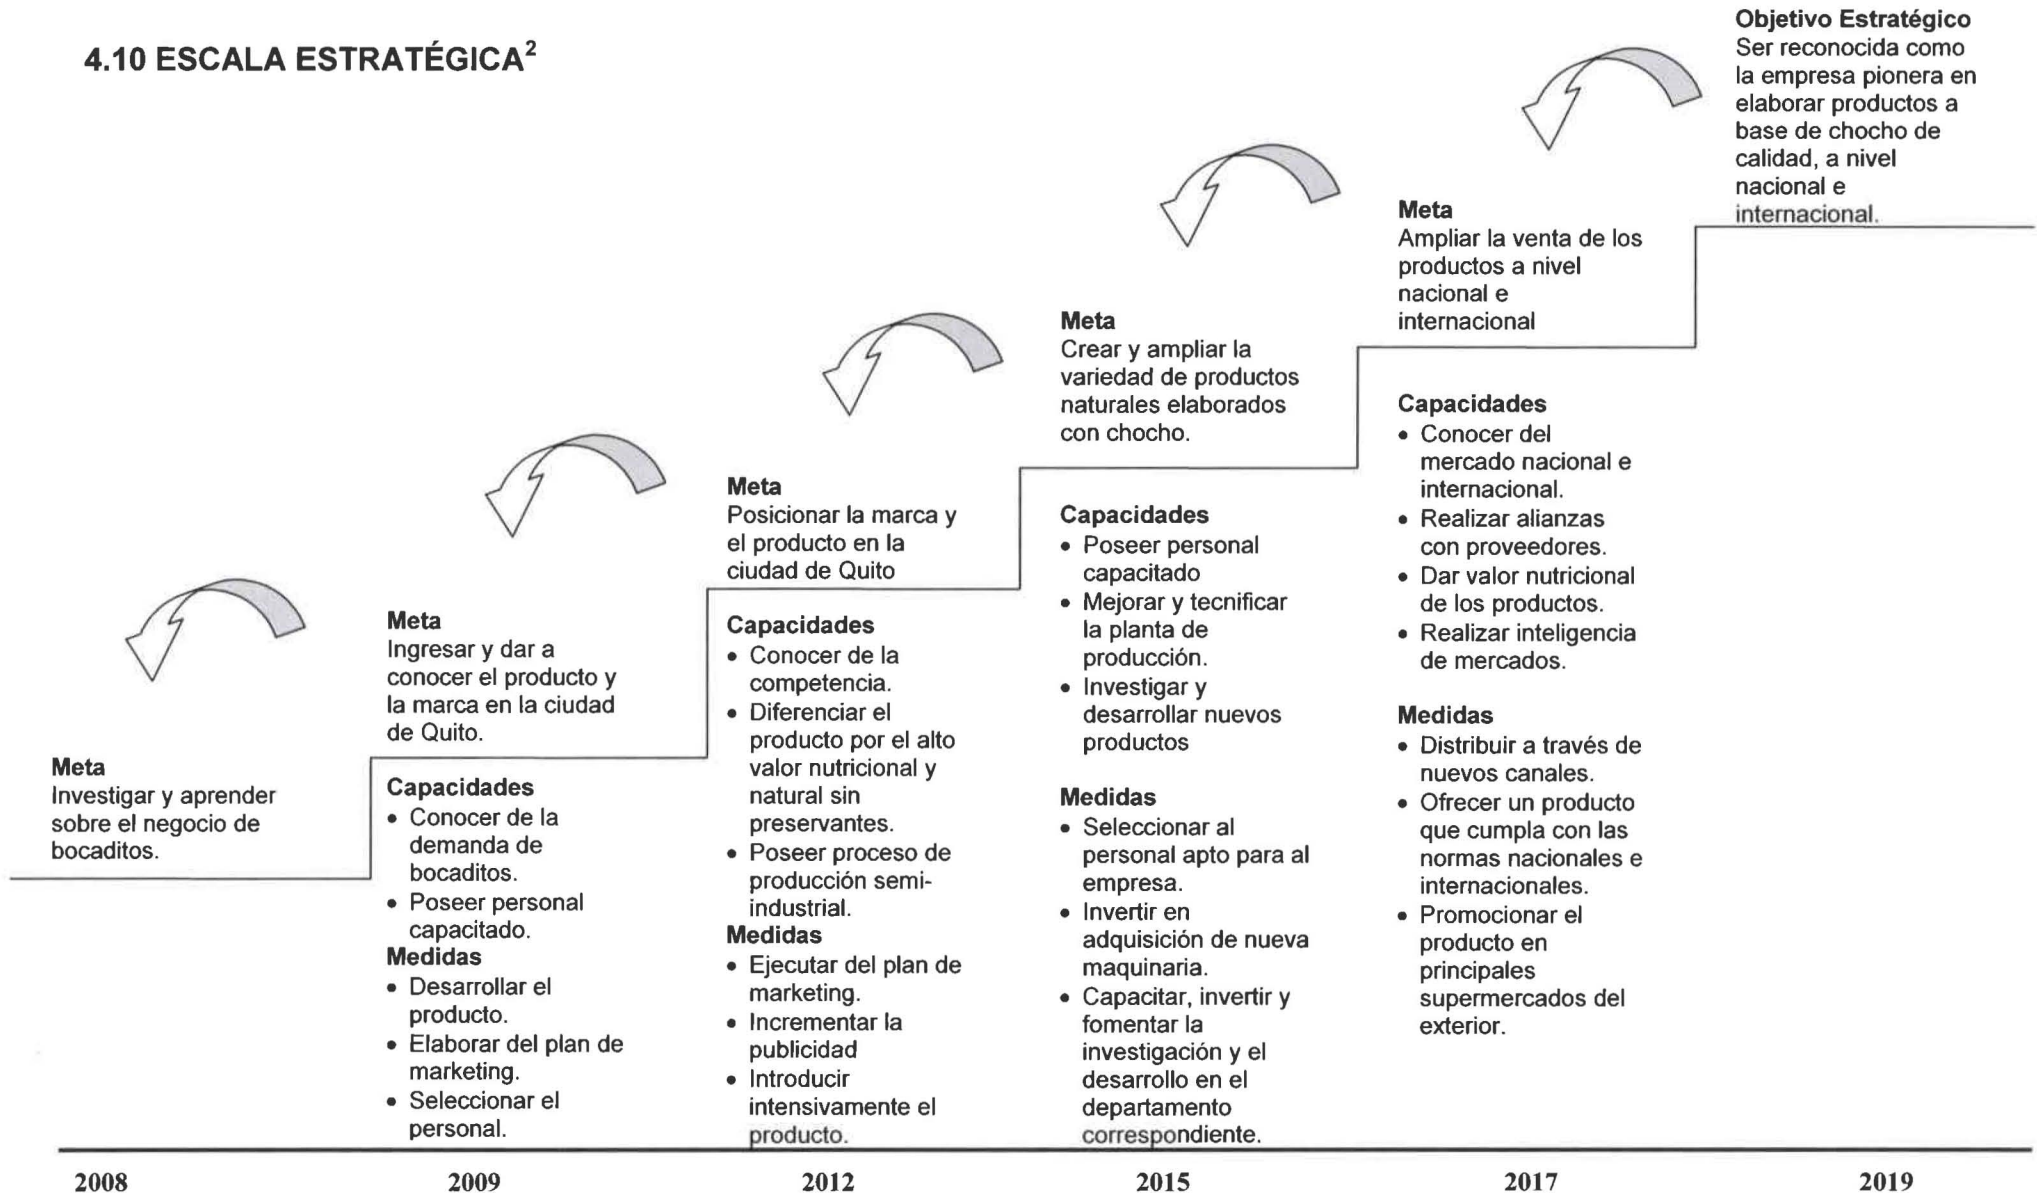 4.10 ESCALA ESTRATÉGICA2
Meta
Investigar y aprender
sobre el negocio de
bocaditos.
Meta
Ingresar y dar a
conocer el producto y
la marca en la ciudad
de Quito.
Capacidades
• Conocer de la
demanda de
bocaditos.
• Poseer personal
capacitado.
Medidas
• Desarrollar el
producto.
• Elaborar del plan de
marketing.
• Seleccionar el
personal.
Meta
Posicionar la marca y
el producto en la
ciudad de Quito
Capacidades
• Conocer de la
competencia.
• Diferenciar el
producto por el alto
valor nutricional y
natural sin
preservantes.
• Poseer proceso de
producción semi-
industrial.
Medidas
• Ejecutar del plan de
marketing.
• Incrementar la
publicidad
• Introducir
intensivamente el
producto.
Meta
Crear y ampliar la
variedad de productos
naturales elaborados
con chocho.
Capacidades
• Poseer personal
capacitado
• Mejorar y tecnificar
la planta de
producción.
• Investigar y
desarrollar nuevos
productos
Medidas
• Seleccionar al
personal apto para al
empresa.
• Invertir en
adquisición de nueva
maquinaria.
• Capacitar, invertir y
fomentar la
investigación y el
desarrollo en el
departamento
correspondiente.
Meta
Ampliar la venta de los
productos a nivel
nacional e
internacional
Capacidades
• Conocer del
mercado nacional e
internacional.
• Realizar alianzas
con proveedores.
• Dar valor nutricional
de los productos.
• Realizar inteligencia
de mercados.
Medidas
• Distribuir a través de
nuevos canales.
• Ofrecer un producto
que cumpla con las
normas nacionales e
internacionales.
• Promocionar el
producto en
principales
supermercados del
exterior.
Objetivo Estratégico
Ser reconocida como
la empresa pionera en
elaborar productos a
base de chocho de
calidad, a nivel
nacional e
internacional.
2008 2009 2012 2015 2017 2019